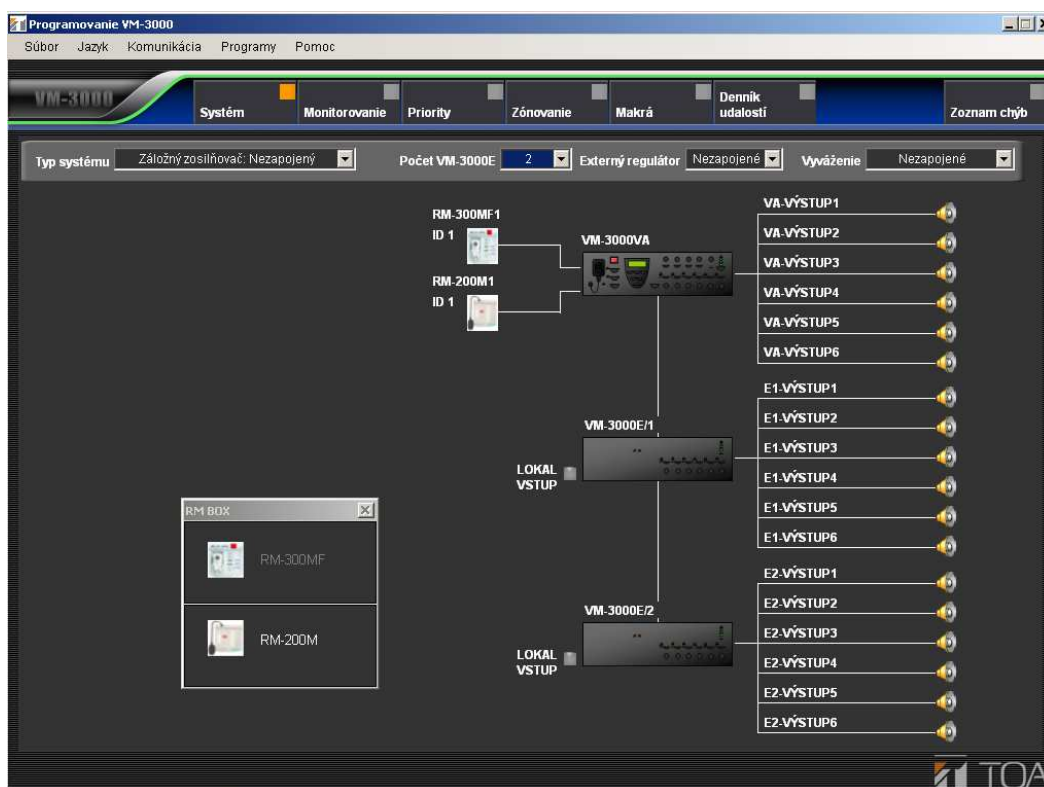 Programovanie VM-3000
Súbor Jazyk Komunikácia Programy Pomoc
VM-3000
Systém Monitorovanie Priority Zónovanie Makrá Denník udalostí Zoznam chýb
Typ systému Záložný zosilňovač: Nezapojený Počet VM-3000E 2 Externý regulátor Nezapojené Vyváženie Nezapojené
RM-300MF1
ID 1
RM-200M1
ID 1
VM-3000VA
VA-VÝSTUP1
VA-VÝSTUP2
VA-VÝSTUP3
VA-VÝSTUP4
VA-VÝSTUP5
VA-VÝSTUP6
VM-3000E/1
LOKAL
VSTUP
E1-VÝSTUP1
E1-VÝSTUP2
E1-VÝSTUP3
E1-VÝSTUP4
E1-VÝSTUP5
E1-VÝSTUP6
VM-3000E/2
LOKAL
VSTUP
E2-VÝSTUP1
E2-VÝSTUP2
E2-VÝSTUP3
E2-VÝSTUP4
E2-VÝSTUP5
E2-VÝSTUP6
RM BOX
RM-300MF
RM-200M
TOA